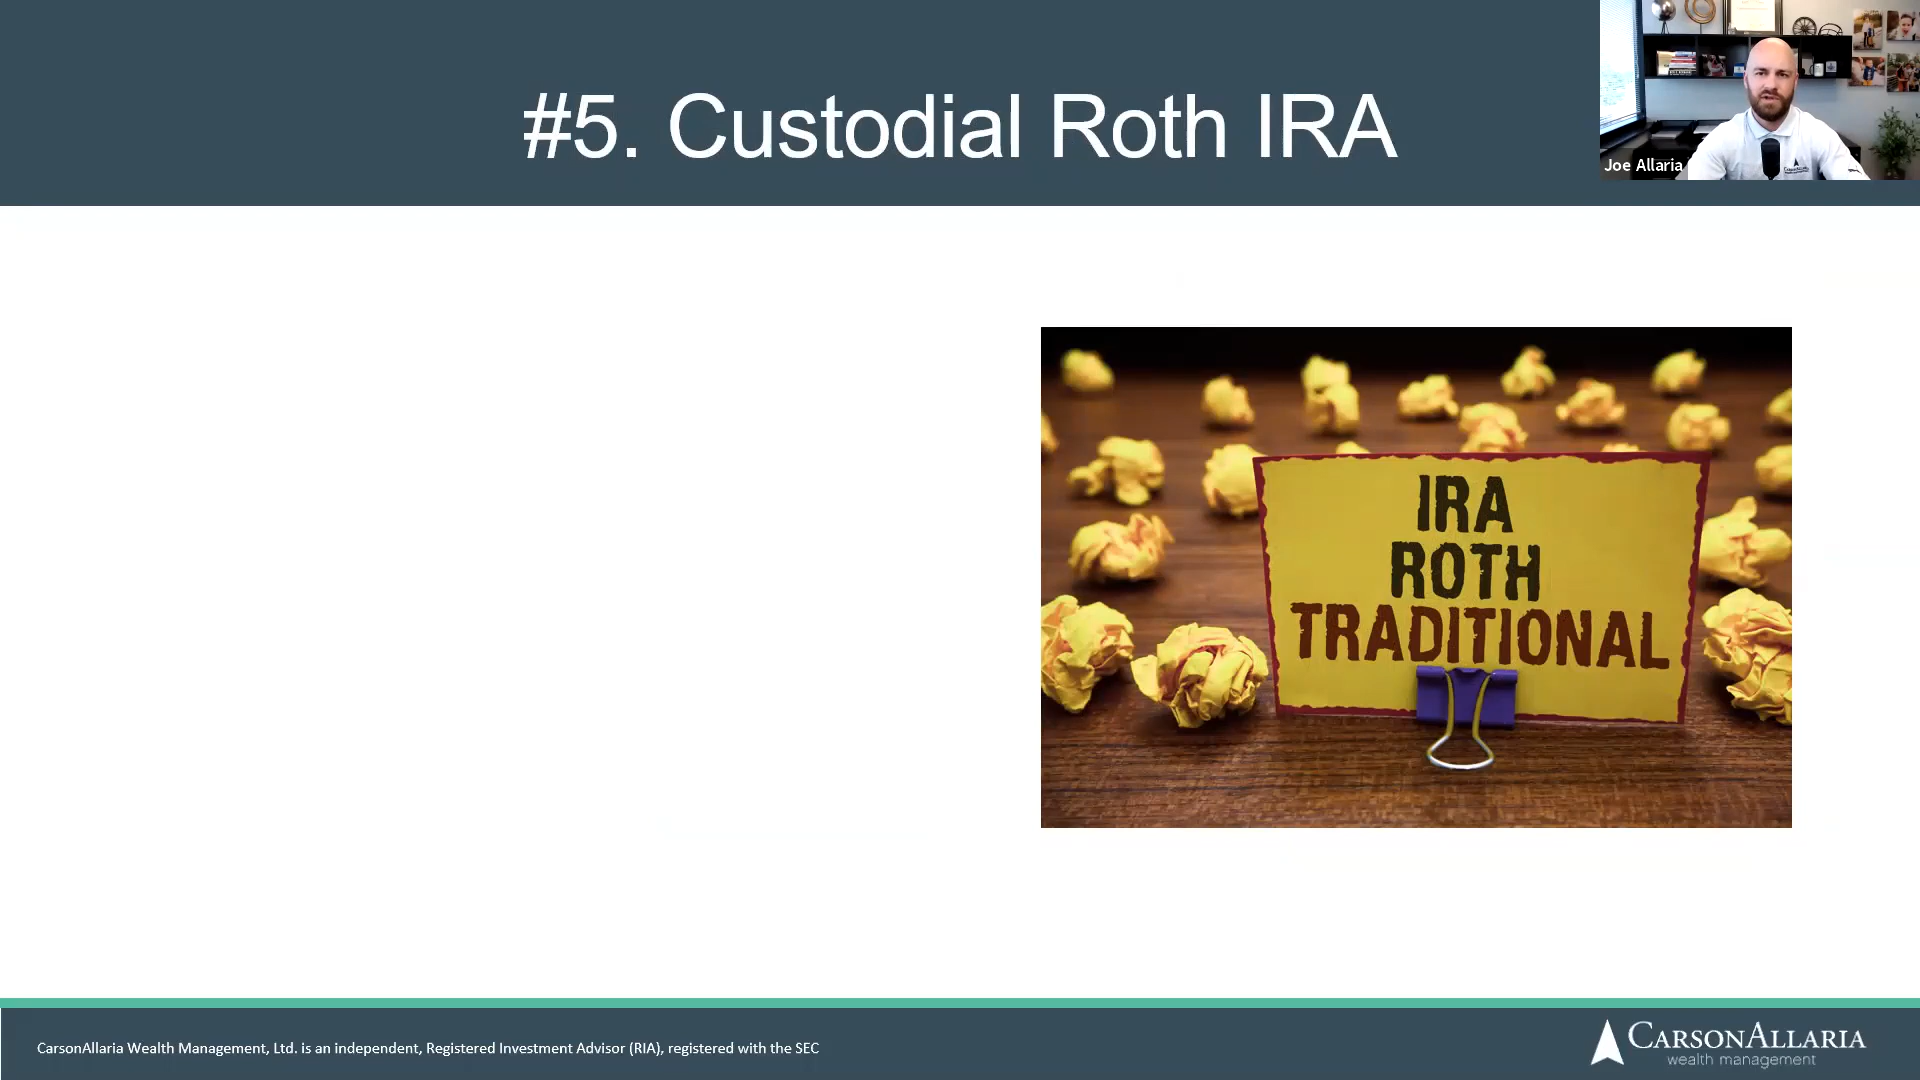 #5. Custodial Roth IRA
Joe Allaria
IRA
ROTH
TRADITIONAL
CarsonAllaria Wealth Management, Ltd. is an independent, Registered Investment Advisor (RIA), registered with the SEC
CARSONALLARIA
wealth management